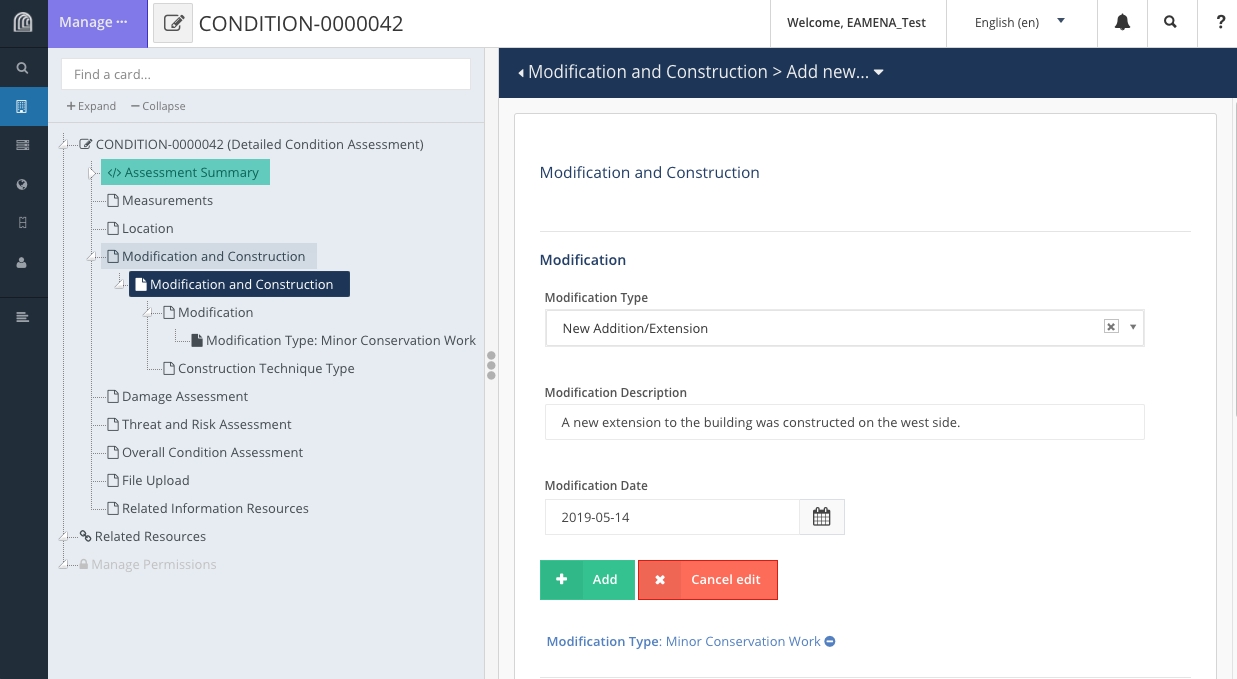 Manage ···
CONDITION-0000042
Welcome, EAMENA_Test
English (en)
?
Find a card...
+ Expand
— Collapse
CONDITION-0000042 (Detailed Condition Assessment)
</> Assessment Summary
Measurements
Location
Modification and Construction
Modification and Construction
Modification
Modification Type: Minor Conservation Work
Construction Technique Type
Damage Assessment
Threat and Risk Assessment
Overall Condition Assessment
File Upload
Related Information Resources
Related Resources
Manage Permissions
Modification and Construction > Add new...
Modification and Construction
Modification
Modification Type
New Addition/Extension
Modification Description
A new extension to the building was constructed on the west side.
Modification Date
2019-05-14
Add
Cancel edit
Modification Type: Minor Conservation Work